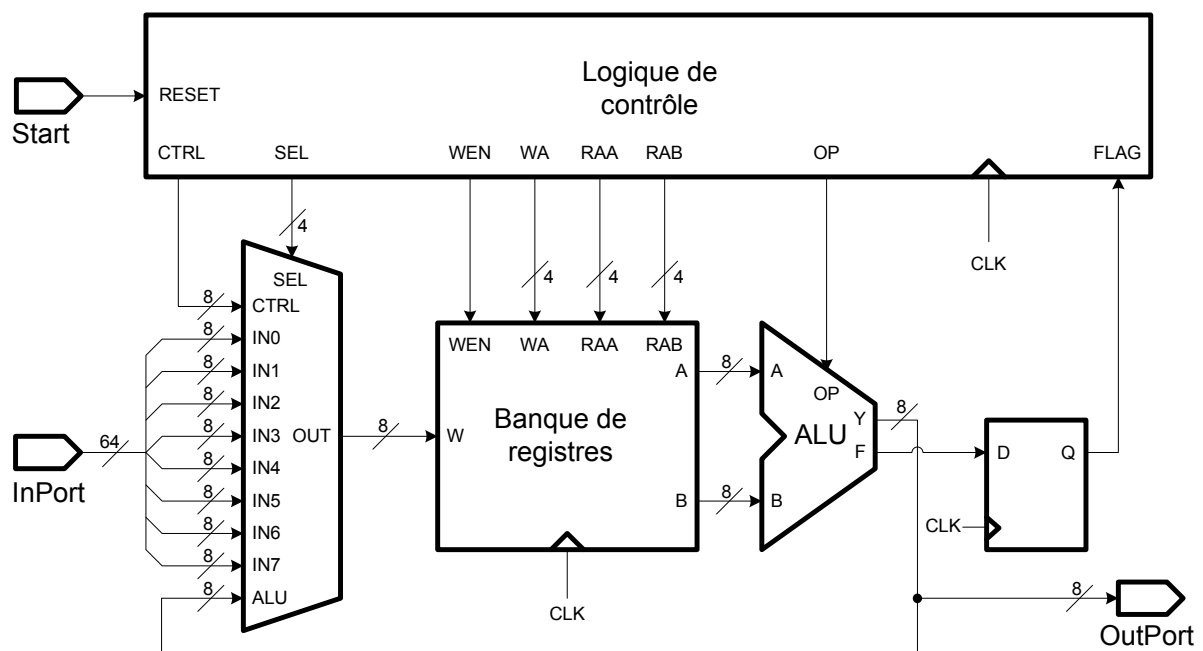 Logique de
contrôle
RESET
Start
CTRL SEL WEN WA RAA RAB OP FLAG
4
SEL
4 4 4
CLK
8 CTRL
8 IN0
8 IN1
8 IN2
8 IN3
8 IN4
8 IN5
8 IN6
8 IN7
8 ALU
64
InPort
OUT
8
WEN WA RAA RAB
A
W
Banque de
registres
B
CLK
8
8
A
OP
ALU
Y
F
B
8
D Q
CLK
8
OutPort